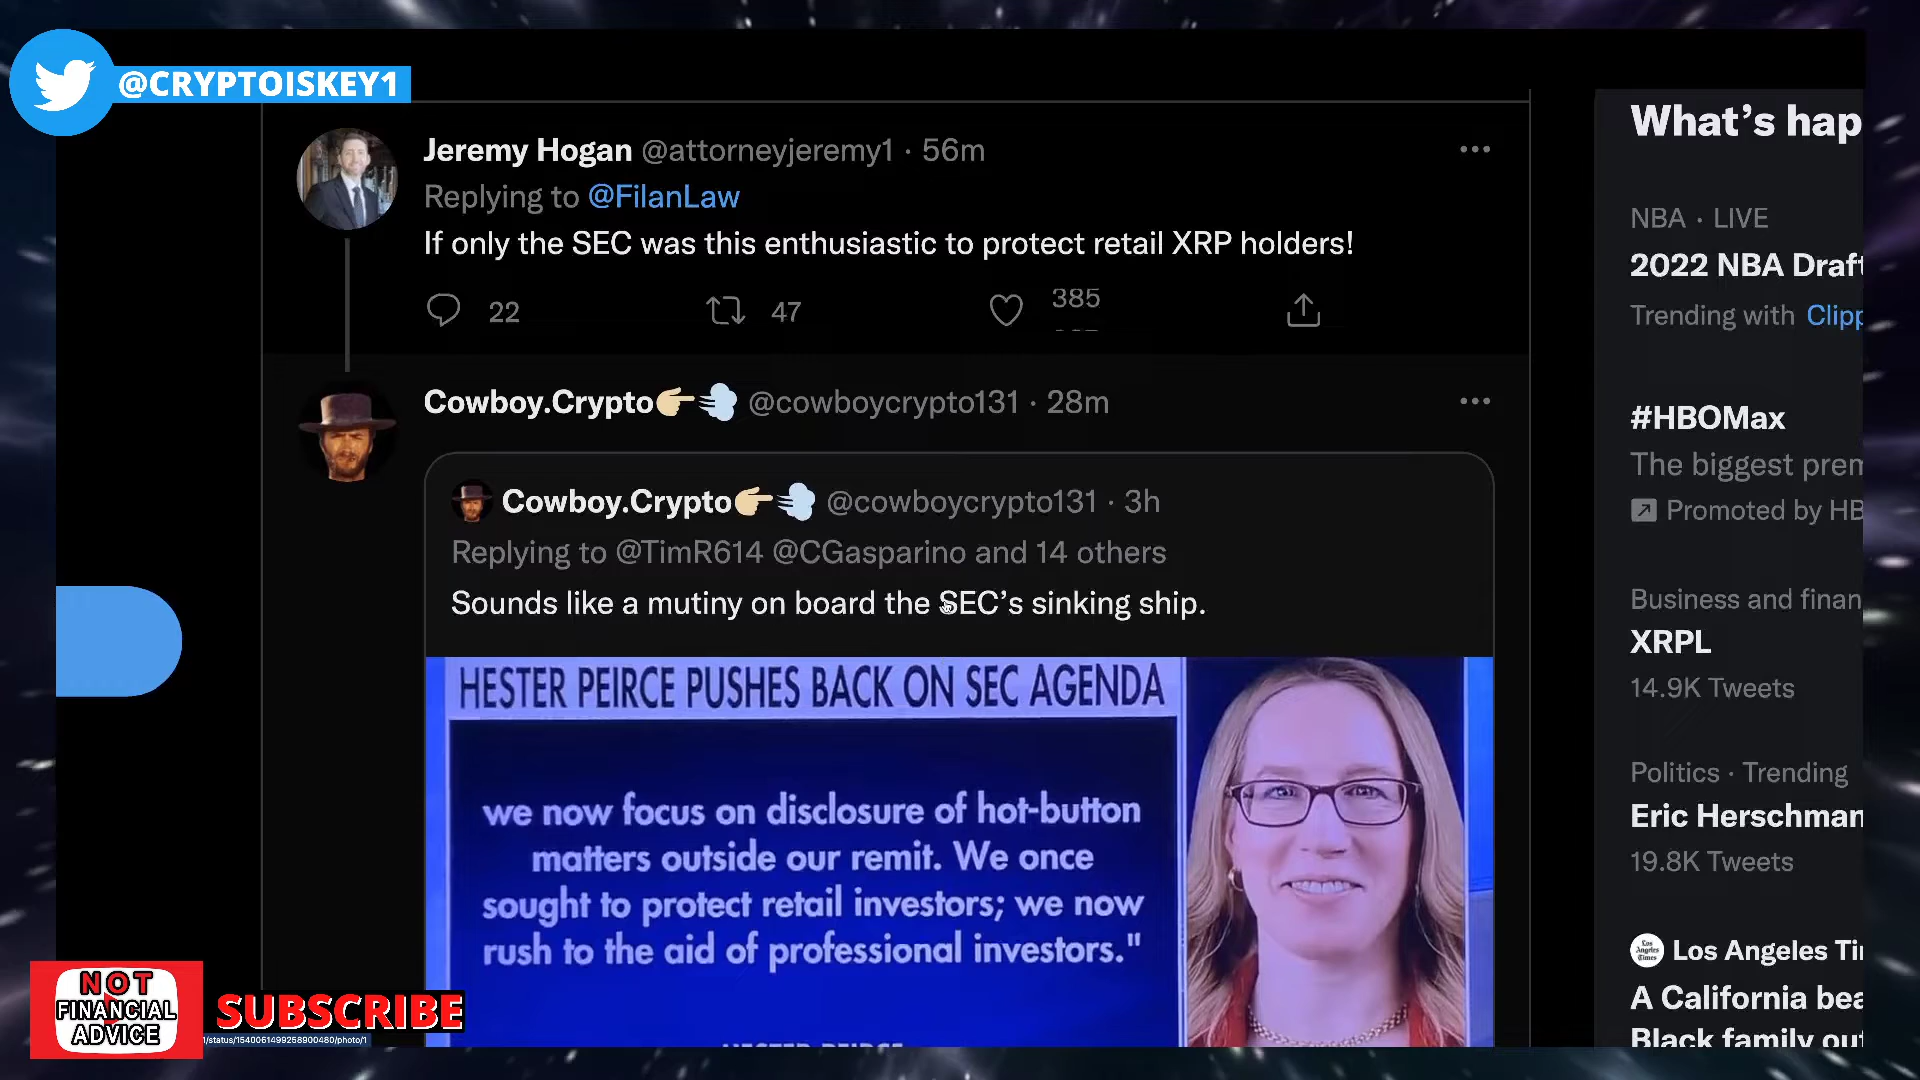 @CRYPTOISKEY1
Jeremy Hogan @attorneyjeremy1 · 56m
Replying to @FilanLaw
If only the SEC was this enthusiastic to protect retail XRP holders!
22 47 385
Cowboy.Crypto👉💨 @cowboycrypto131 · 28m
Cowboy.Crypto👉💨 @cowboycrypto131 · 3h
Replying to @TimR614 @CGasparino and 14 others
Sounds like a mutiny on board the SEC's sinking ship.
HESTER PEIRCE PUSHES BACK ON SEC AGENDA
we now focus on disclosure of hot-button
matters outside our remit. We once
sought to protect retail investors; we now
rush to the aid of professional investors."
What's hap
NBA · LIVE
2022 NBA Draft
Trending with Clipp
#HBOMax
The biggest prem
Promoted by HB
Business and finan
XRPL
14.9K Tweets
Politics · Trending
Eric Herschman
19.8K Tweets
Los Angeles Times
Los Angeles Ti
A California bea
Black family out
NOT
FINANCIAL
ADVICE
SUBSCRIBE
/status/1540061499258900480/photo/1